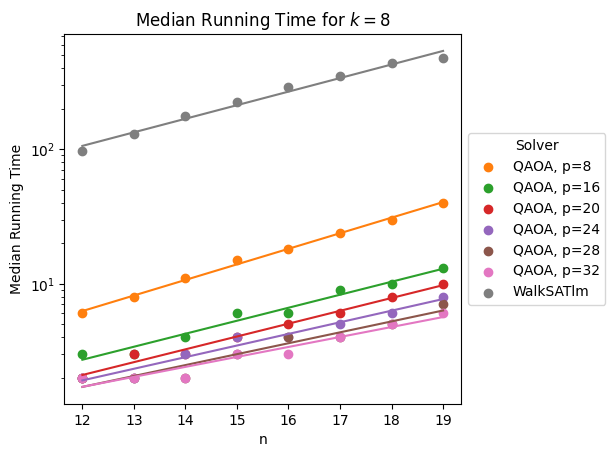 Median Running Time for k = 8
Median Running Time
10²
10¹
12 13 14 15 16 17 18 19
n
Solver
QAOA, p=8
QAOA, p=16
QAOA, p=20
QAOA, p=24
QAOA, p=28
QAOA, p=32
WalkSATlm